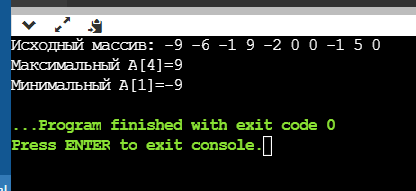 Исходный массив: -9 -6 -1 9 -2 0 0 -1 5 0
Максимальный A[4]=9
Минимальный A[1]=-9
...Program finished with exit code 0
Press ENTER to exit console.